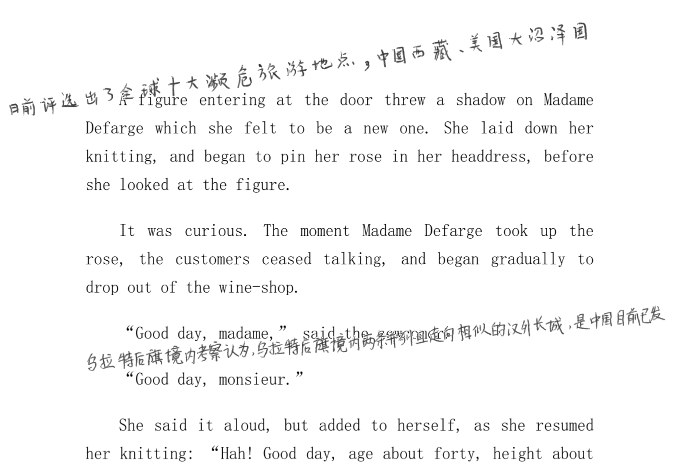 目前评选出了全球十大濒危旅游地点，中国西藏、美国大沼泽国
A figure entering at the door threw a shadow on Madame
Defarge which she felt to be a new one. She laid down her
knitting, and began to pin her rose in her headdress, before
she looked at the figure.
It was curious. The moment Madame Defarge took up the
rose, the customers ceased talking, and began gradually to
drop out of the wine-shop.
“Good day, madame,” said the newcomer.
乌拉特后旗境内考察认为,乌拉特后旗境内两条并列且走向相似的汉外长城,是中国目前已发
“Good day, monsieur.”
She said it aloud, but added to herself, as she resumed
her knitting: “Hah! Good day, age about forty, height about